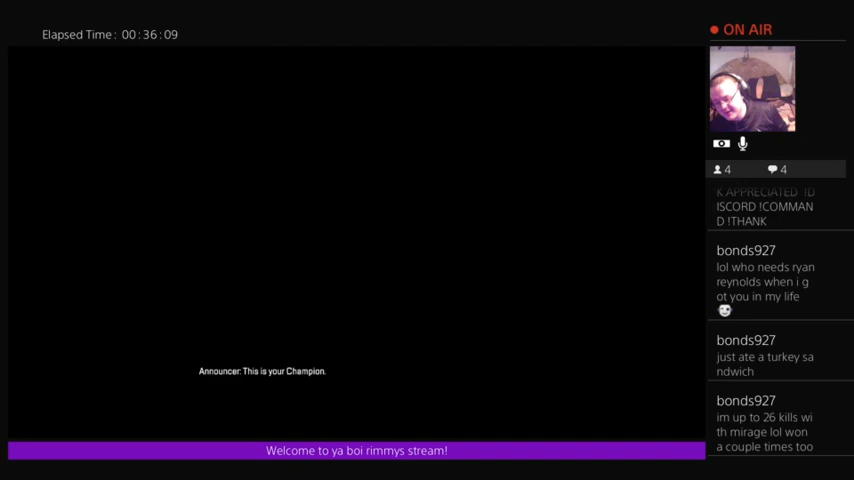 Elapsed Time: 00:36:09
ON AIR
4 4
K APPRECIATED !D
ISCORD !COMMAN
D !THANK
bonds927
lol who needs ryan
reynolds when i g
ot you in my life
bonds927
just ate a turkey sa
ndwich
bonds927
im up to 26 kills wi
th mirage lol won
a couple times too
Announcer: This is your Champion.
Welcome to ya boi rimmys stream!